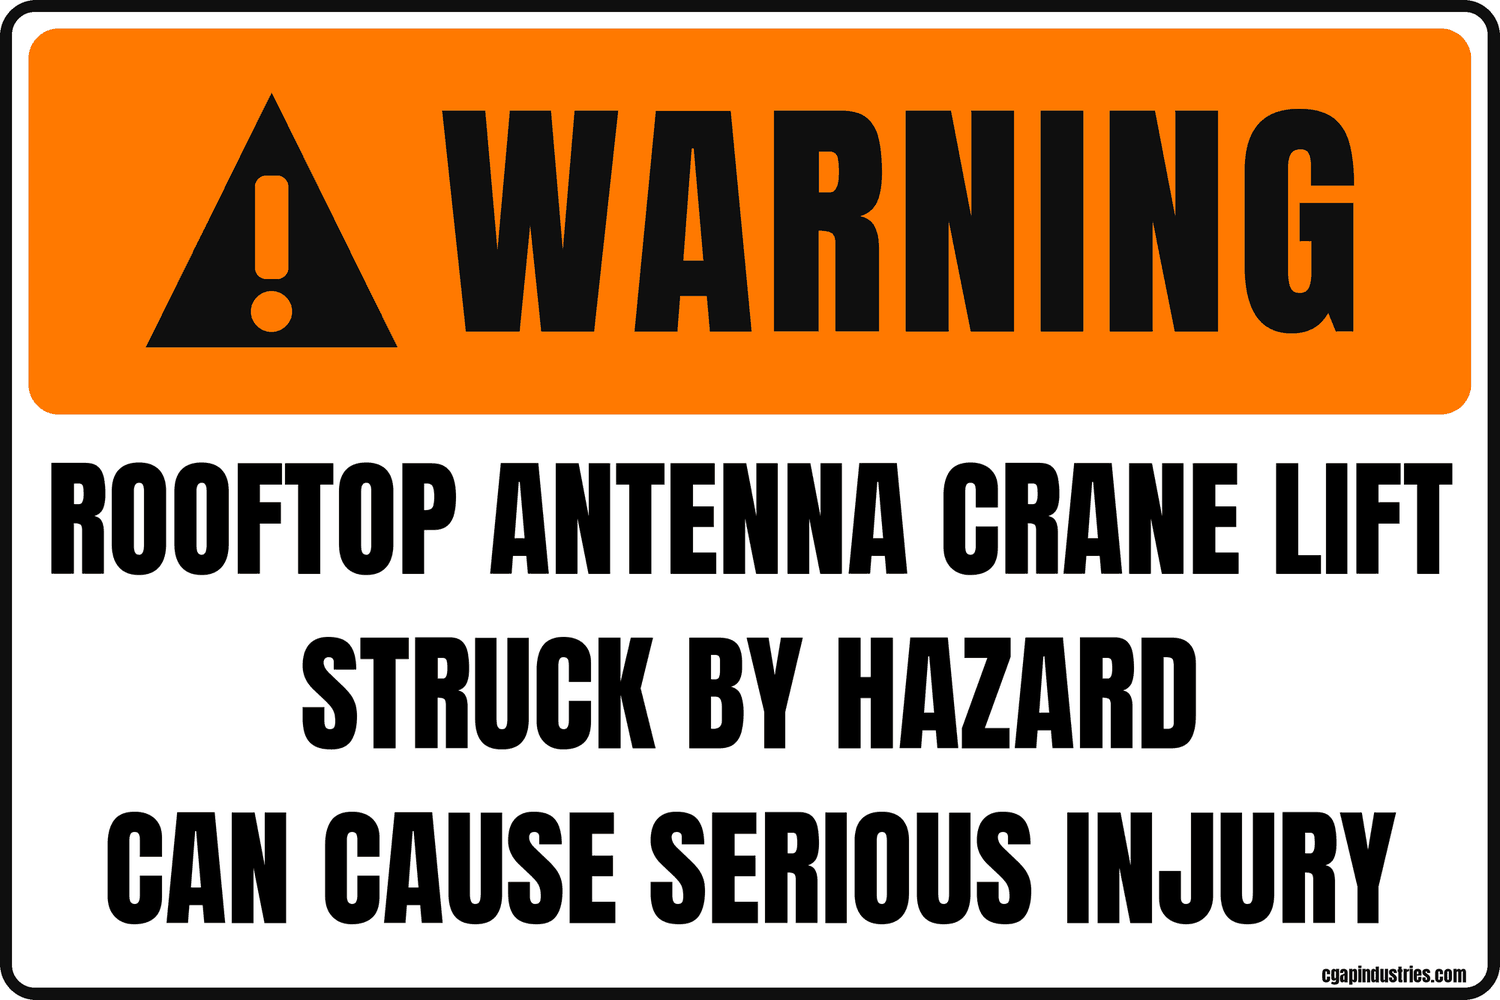 WARNING
ROOFTOP ANTENNA CRANE LIFT
STRUCK BY HAZARD
CAN CAUSE SERIOUS INJURY
cgapindustries.com